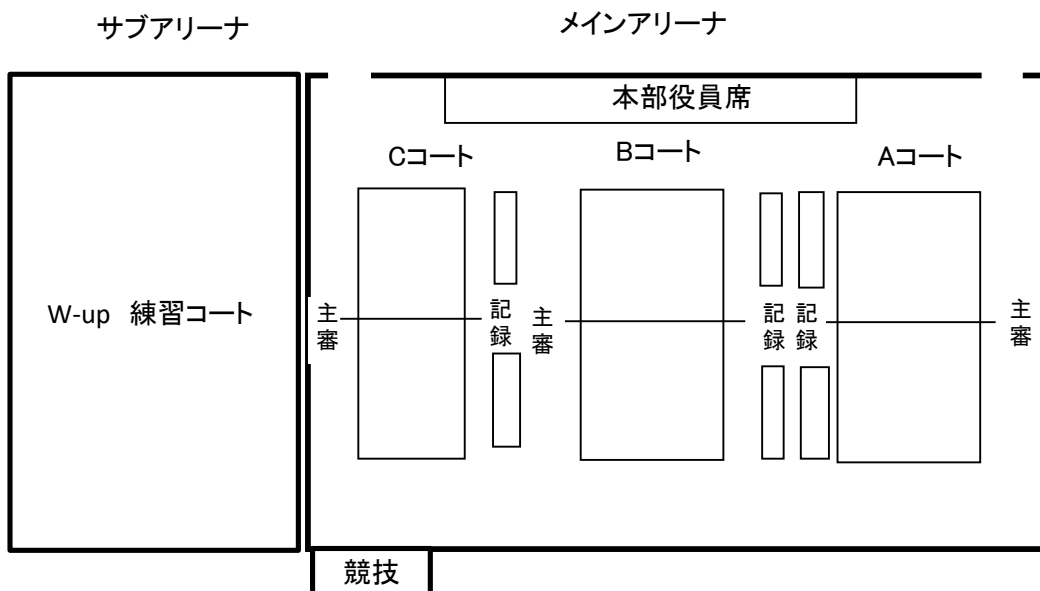 サブアリーナ
メインアリーナ
本部役員席
Cコート
Bコート
Aコート
W-up 練習コート
主審
記録
主審
記録
記録
主審
競技